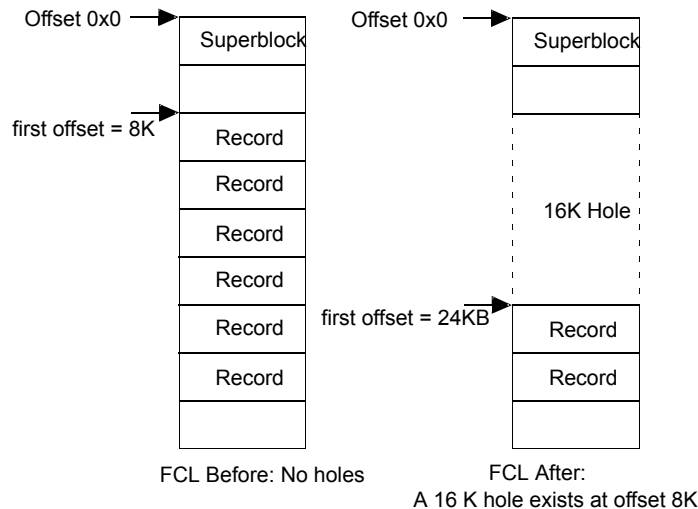 Offset 0x0
Superblock
first offset = 8K
Record
Record
Record
Record
Record
Record
FCL Before: No holes
Offset 0x0
Superblock
16K Hole
first offset = 24KB
Record
Record
FCL After:
A 16 K hole exists at offset 8K